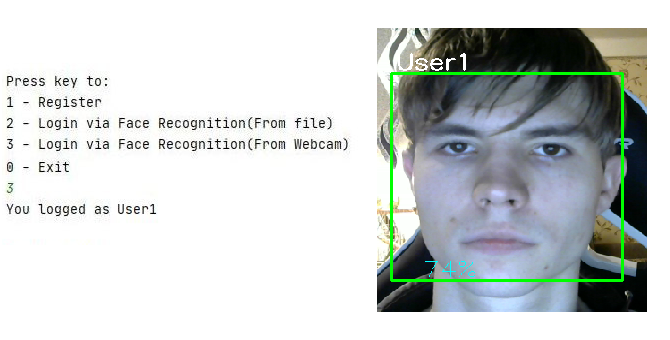 Press key to:
1 - Register
2 - Login via Face Recognition(From file)
3 - Login via Face Recognition(From Webcam)
0 - Exit
3
You logged as User1
User1
74%